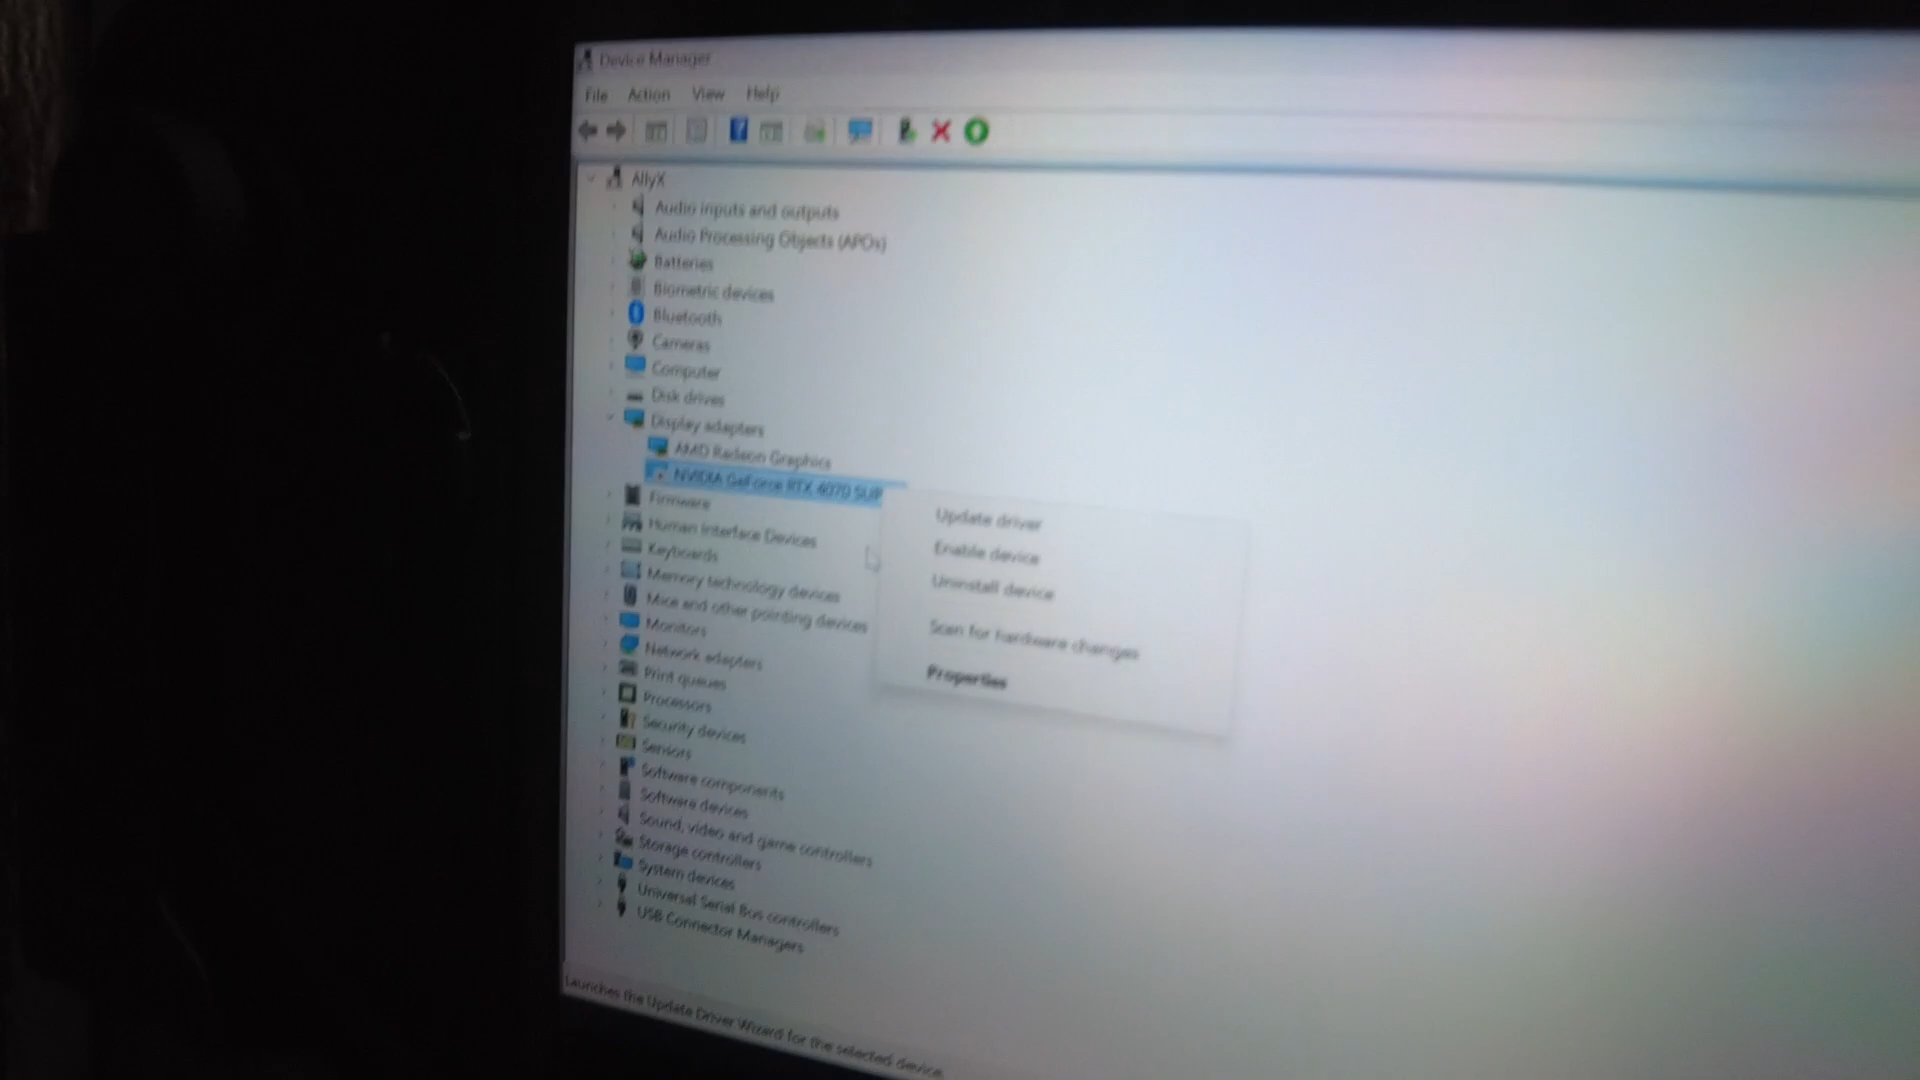 Device Manager
File Action View Help
AllyX
Audio inputs and outputs
Audio Processing Objects (APOs)
Batteries
Biometric devices
Bluetooth
Cameras
Computer
Disk drives
Display adapters
AMD Radeon Graphics
NVIDIA GeForce RTX 4070 SUP
Firmware
Human Interface Devices
Keyboards
Memory technology devices
Mice and other pointing devices
Monitors
Network adapters
Print queues
Processors
Security devices
Sensors
Software components
Software devices
Sound, video and game controllers
Storage controllers
System devices
Universal Serial Bus controllers
USB Connector Managers
Update driver
Enable device
Uninstall device
Scan for hardware changes
Properties
Launches the Update Driver Wizard for the selected device.